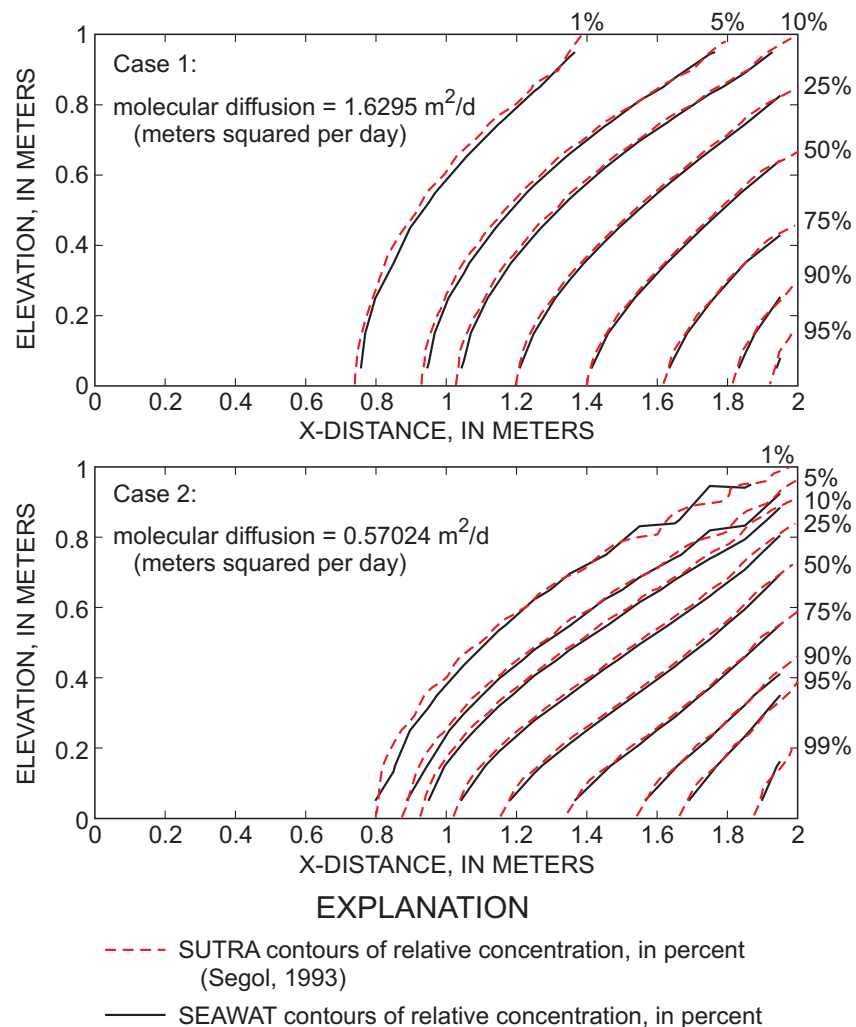 1% 5% 10%
1
Case 1:
molecular diffusion = 1.6295 m²/d
(meters squared per day)
0.8
0.6
0.4
0.2
0
ELEVATION, IN METERS
25%
50%
75%
90%
95%
0 0.2 0.4 0.6 0.8 1 1.2 1.4 1.6 1.8 2
X-DISTANCE, IN METERS
1%
1
Case 2:
molecular diffusion = 0.57024 m²/d
(meters squared per day)
0.8
0.6
0.4
0.2
0
ELEVATION, IN METERS
5%
10%
25%
50%
75%
90%
95%
99%
0 0.2 0.4 0.6 0.8 1 1.2 1.4 1.6 1.8 2
X-DISTANCE, IN METERS
EXPLANATION
SUTRA contours of relative concentration, in percent
(Segol, 1993)
SEAWAT contours of relative concentration, in percent